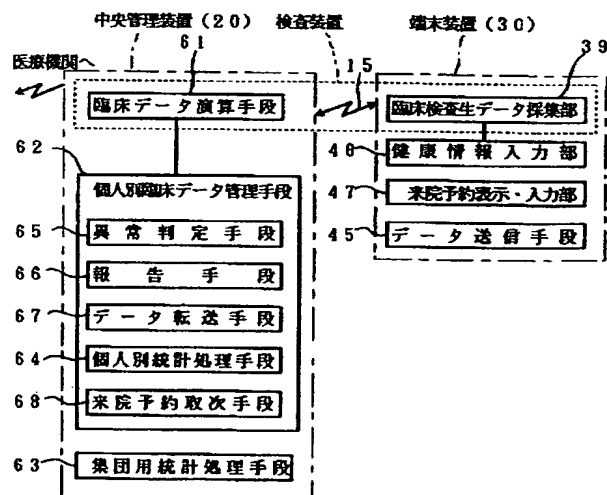 中央管理装置(20)
検査装置
端末装置(30)
61
39
医療機関へ
15
臨床データ演算手段
臨床検査生データ採集部
62
46
健康情報入力部
個人別臨床データ管理手段
47
来院予約表示・入力部
65
異常判定手段
45
データ送信手段
66
報告手段
67
データ転送手段
64
個人別統計処理手段
68
来院予約取次手段
63
集団用統計処理手段